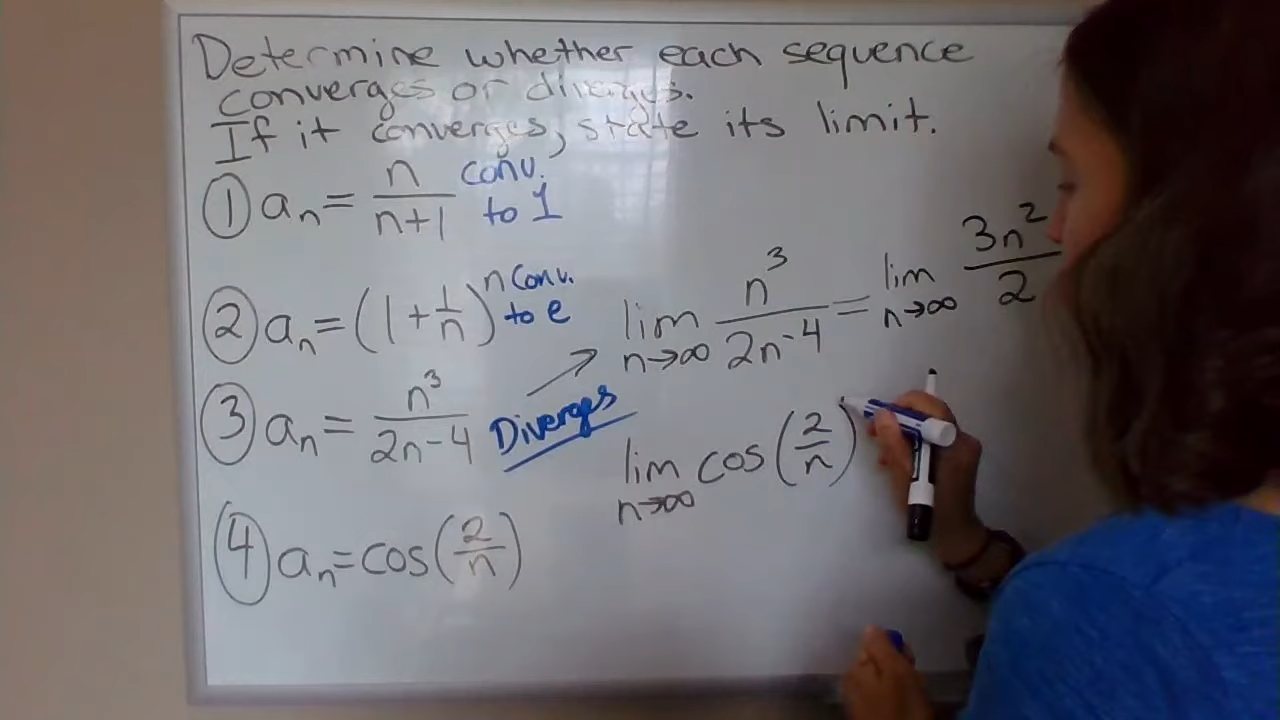 Determine whether each sequence
converges or diverges.
If it converges, state its limit.
① aₙ = n/(n+1) conv. to 1
② aₙ = (1 + 1/n)ⁿ conv. to e
③ aₙ = n³/(2n-4) Diverges
④ aₙ = cos(2/n)
lim n→∞ n³/(2n-4) = lim n→∞ 3n²/2
lim n→∞ cos(2/n)